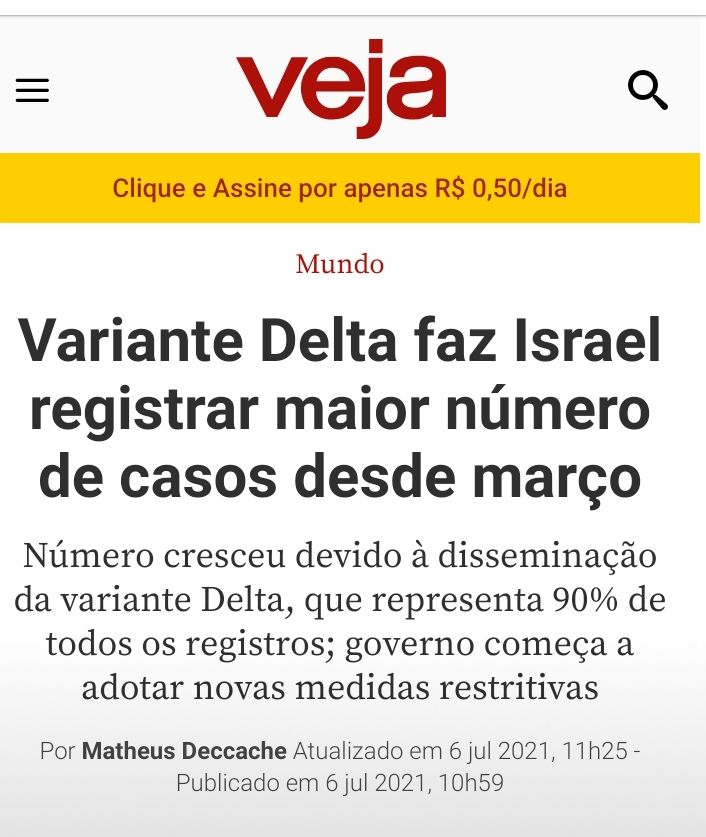 veja
Clique e Assine por apenas R$ 0,50/dia
Mundo
Variante Delta faz Israel
registrar maior número
de casos desde março
Número cresceu devido à disseminação
da variante Delta, que representa 90% de
todos os registros; governo começa a
adotar novas medidas restritivas
Por Matheus Deccache Atualizado em 6 jul 2021, 11h25 -
Publicado em 6 jul 2021, 10h59